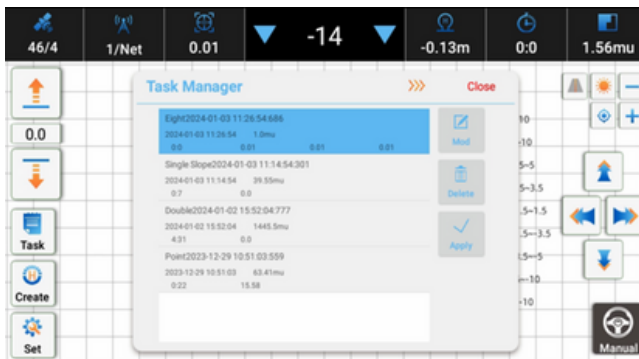 46/4
1/Net
0.01
-14
-0.13m
0:0
1.56mu
Task Manager
Close
Eight2024-01-03 11:26:54:686
2024-01-03 11:26:54 1.0mu
0:0 0.01 0.01 0.01
Single Slope2024-01-03 11:14:54:301
2024-01-03 11:14:54 39.55mu
0:7 0.0
Double2024-01-02 15:52:04:777
2024-01-02 15:52:04 1445.5mu
4:31 0.0
Point2023-12-29 10:51:03:559
2023-12-29 10:51:03 63.41mu
0:22 15.58
Mod
Delete
Apply
0.0
Task
Create
Set
Manual